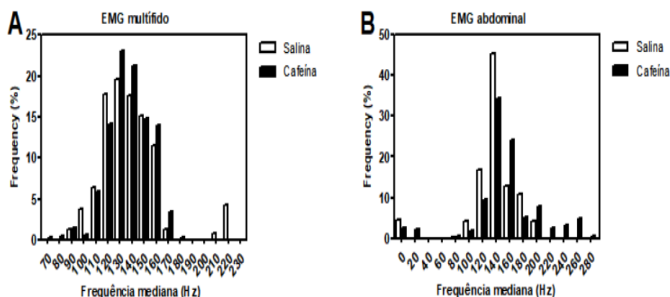 A
EMG multífido
Salina
Cafeína
Frequency (%)
25
20
15
10
5
0
70 80 90 100 110 120 130 140 150 160 170 180 190 200 210 220 230
Frequência mediana (Hz)
B
EMG abdominal
Salina
Cafeína
Frequency (%)
50
40
30
20
10
0
0 20 40 60 80 100 120 140 160 180 200 220 240 260 280
Frequência mediana (Hz)